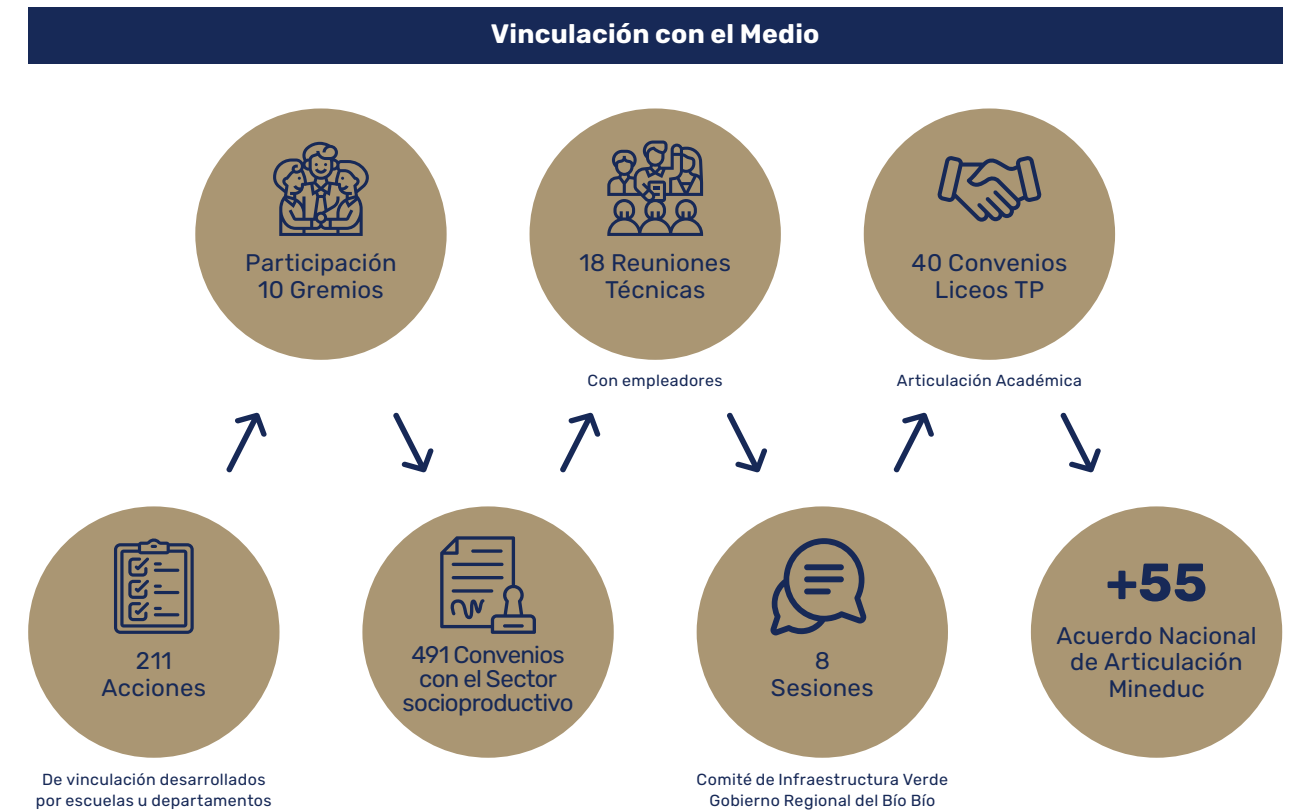 Vinculación con el Medio
Participación
10 Gremios
18 Reuniones
Técnicas
Con empleadores
40 Convenios
Liceos TP
Articulación Académica
211
Acciones
De vinculación desarrollados
por escuelas u departamentos
491 Convenios
con el Sector
socioproductivo
8
Sesiones
Comité de Infraestructura Verde
Gobierno Regional del Bío Bío
+55
Acuerdo Nacional
de Articulación
Mineduc